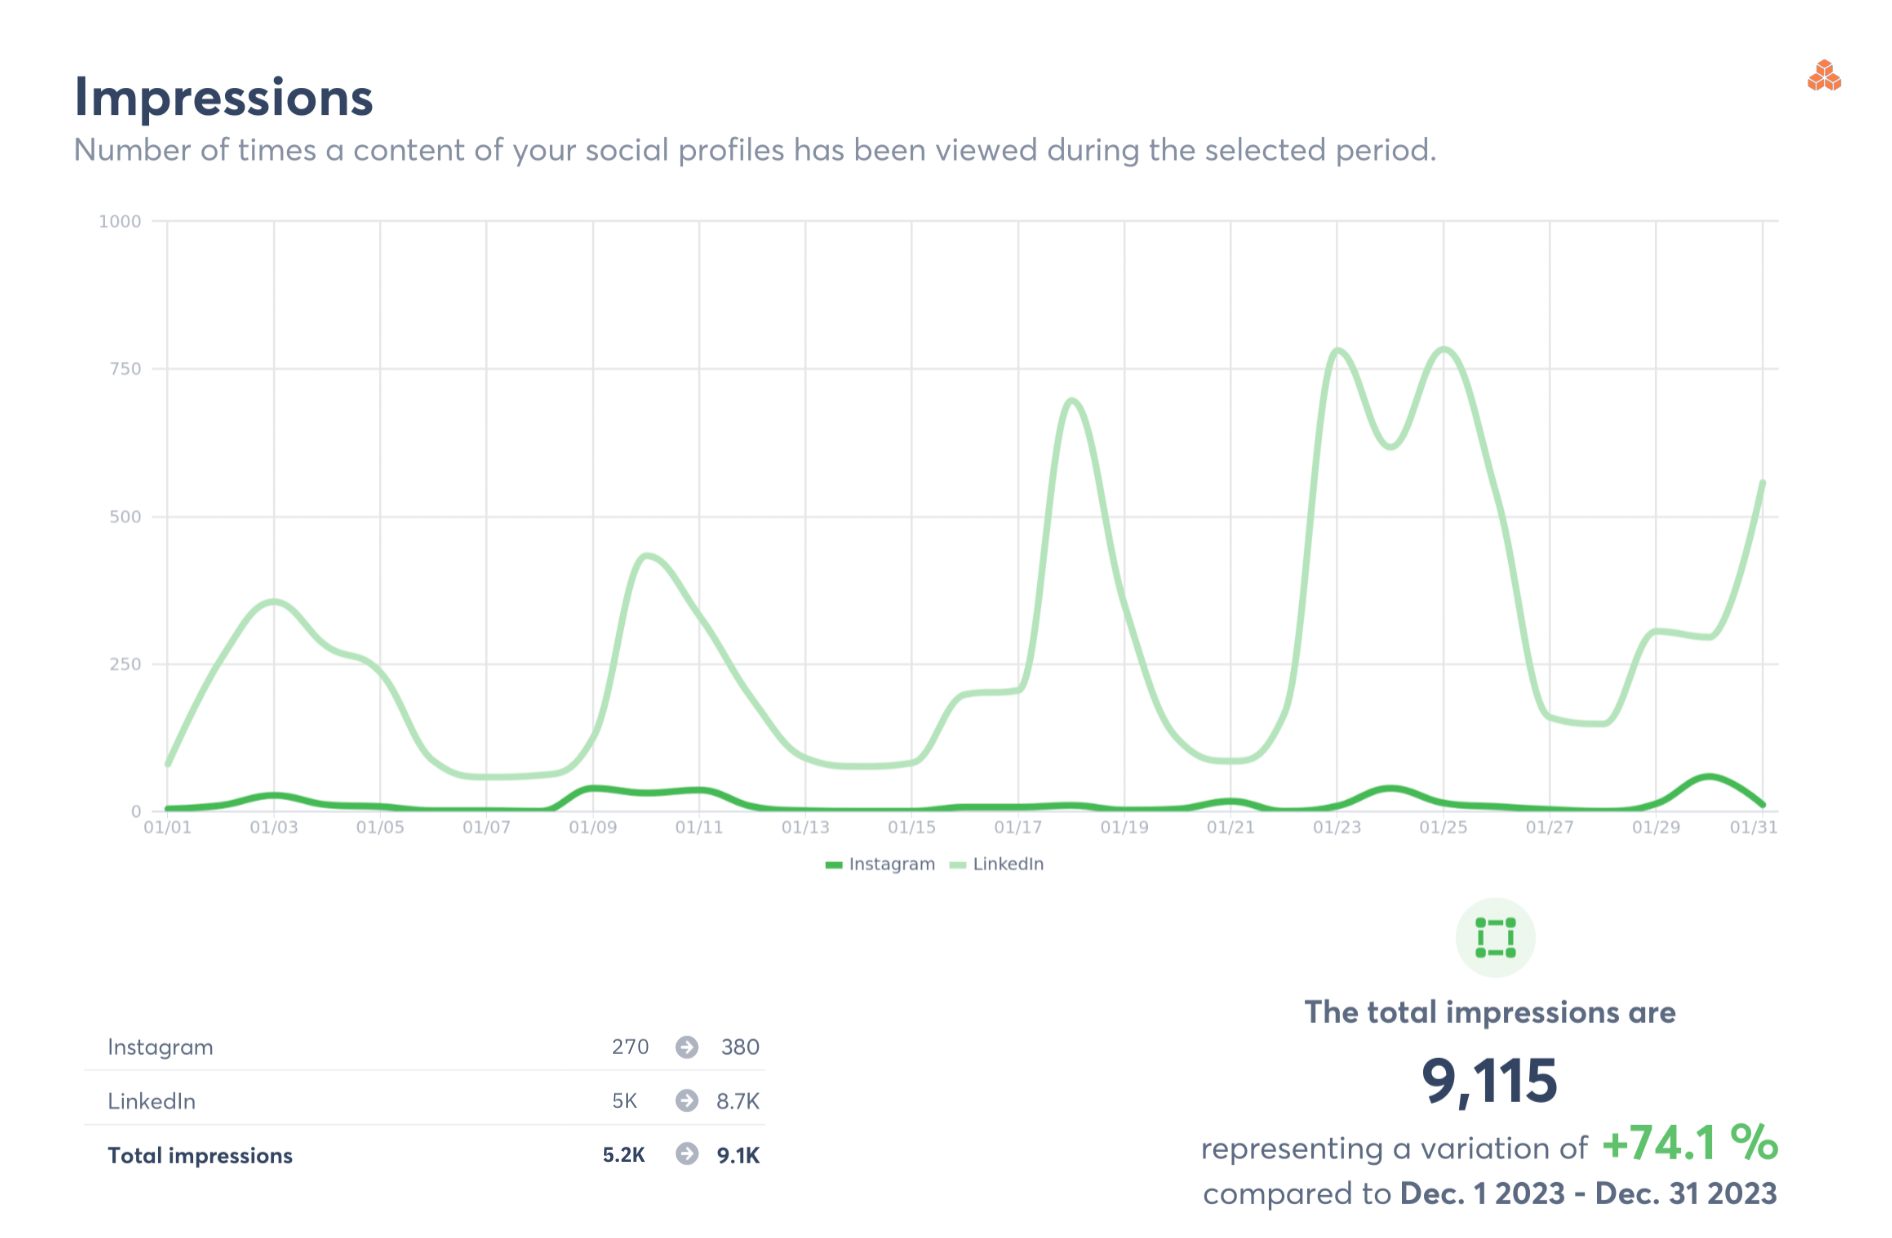 Impressions
Number of times a content of your social profiles has been viewed during the selected period.
1000
750
500
250
0
01/01 01/03 01/05 01/07 01/09 01/11 01/13 01/15 01/17 01/19 01/21 01/23 01/25 01/27 01/29 01/31
Instagram LinkedIn
Instagram 270 380
LinkedIn 5K 8.7K
Total impressions 5.2K 9.1K
The total impressions are
9,115
representing a variation of +74.1 %
compared to Dec. 1 2023 - Dec. 31 2023